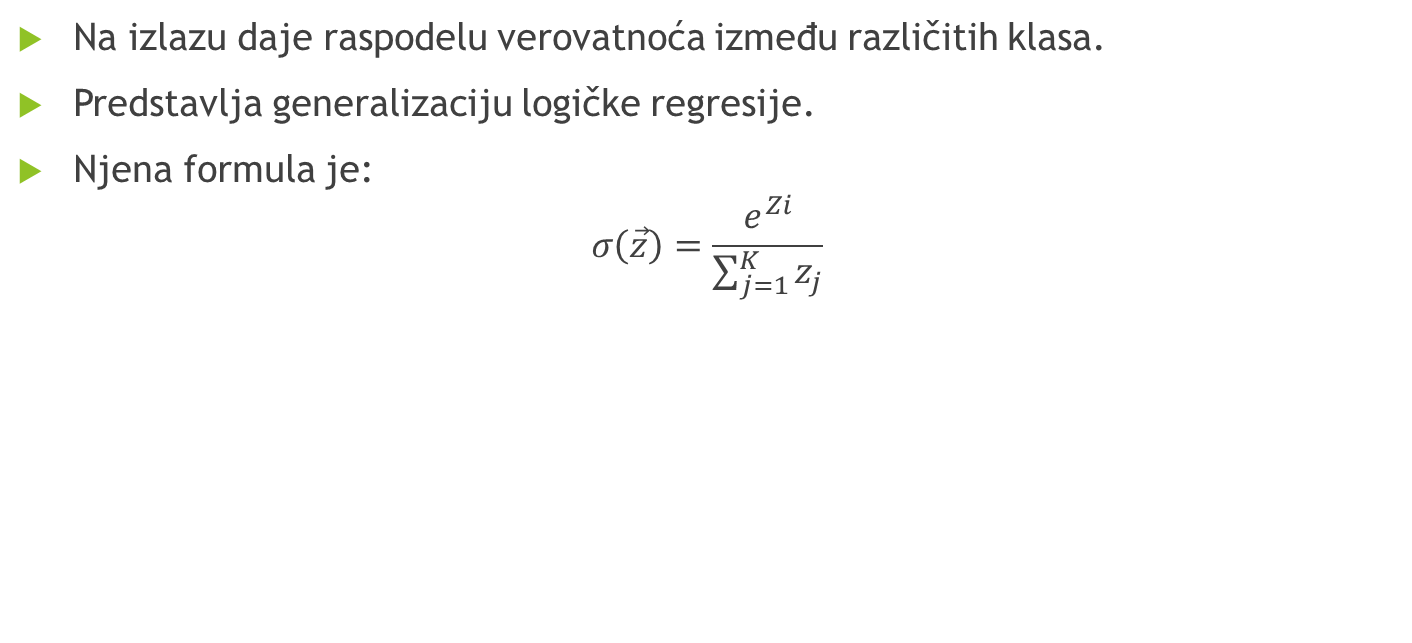 Na izlazu daje raspodelu verovatnoća između različitih klasa.
Predstavlja generalizaciju logičke regresije.
Njena formula je:
σ(z⃗) = e^{Zi} / ∑_{j=1}^{K} z_j